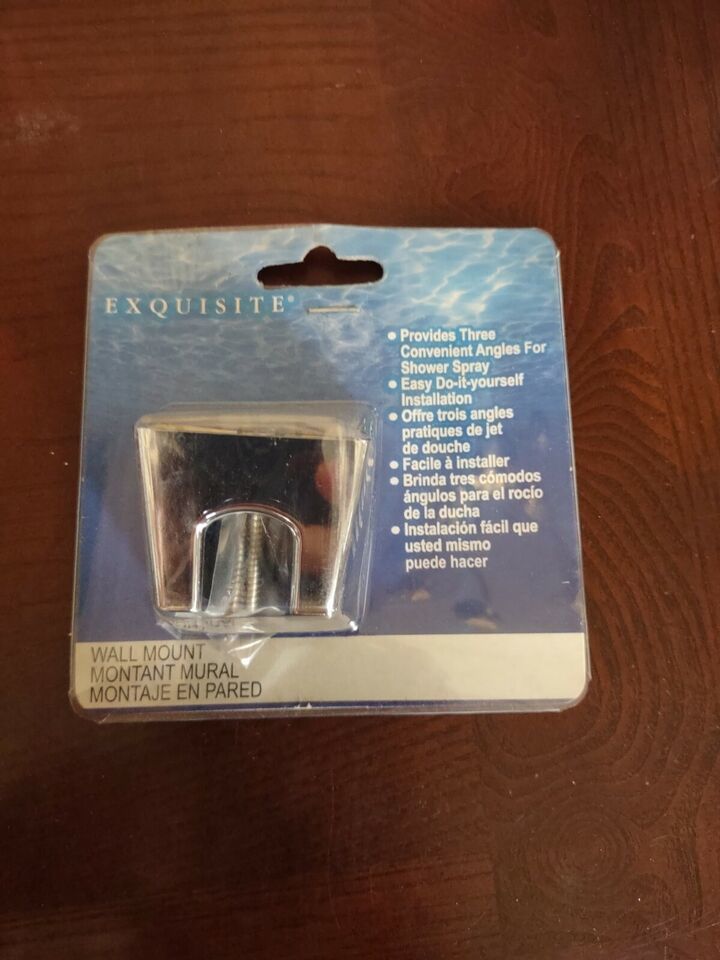 EXQUISITE®
• Provides Three
Convenient Angles For
Shower Spray
• Easy Do-it-yourself
Installation
• Offre trois angles
pratiques de jet
de douche
• Facile à installer
• Brinda tres cómodos
ángulos para el rocío
de la ducha
• Instalación fácil que
usted mismo
puede hacer
WALL MOUNT
MONTANT MURAL
MONTAJE EN PARED